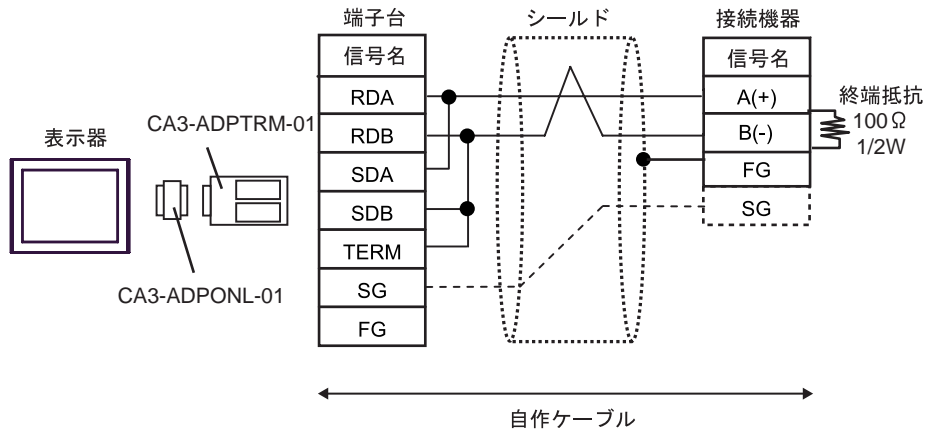 端子台
シールド
接続機器
信号名
信号名
RDA
A(+)
終端抵抗
100Ω
1/2W
CA3-ADPTRM-01
RDB
B(-)
表示器
SDA
FG
SDB
SG
TERM
CA3-ADPONL-01
SG
FG
自作ケーブル